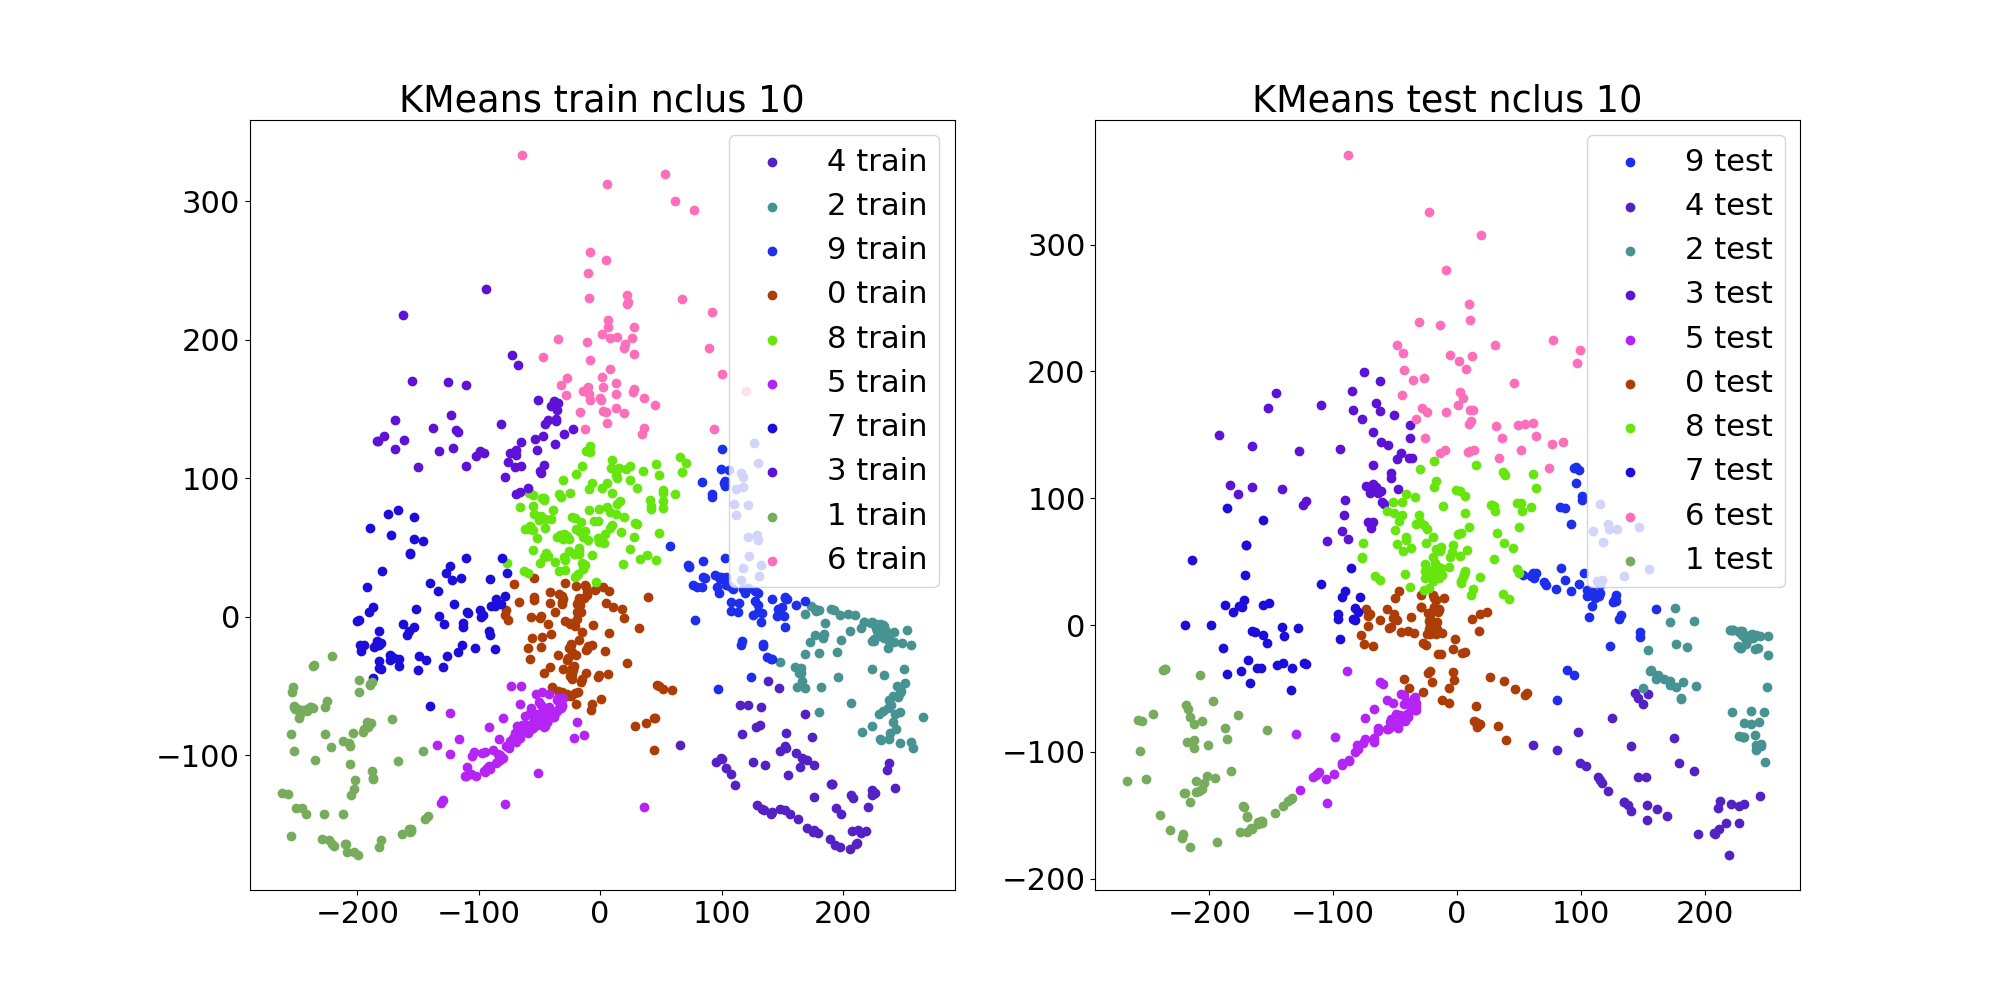 KMeans train nclus 10
300
200
100
0
−100
−200
−100
0
100
200
4 train
2 train
9 train
0 train
8 train
5 train
7 train
3 train
1 train
6 train
KMeans test nclus 10
300
200
100
0
−100
−200
−200
−100
0
100
200
9 test
4 test
2 test
3 test
5 test
0 test
8 test
7 test
6 test
1 test